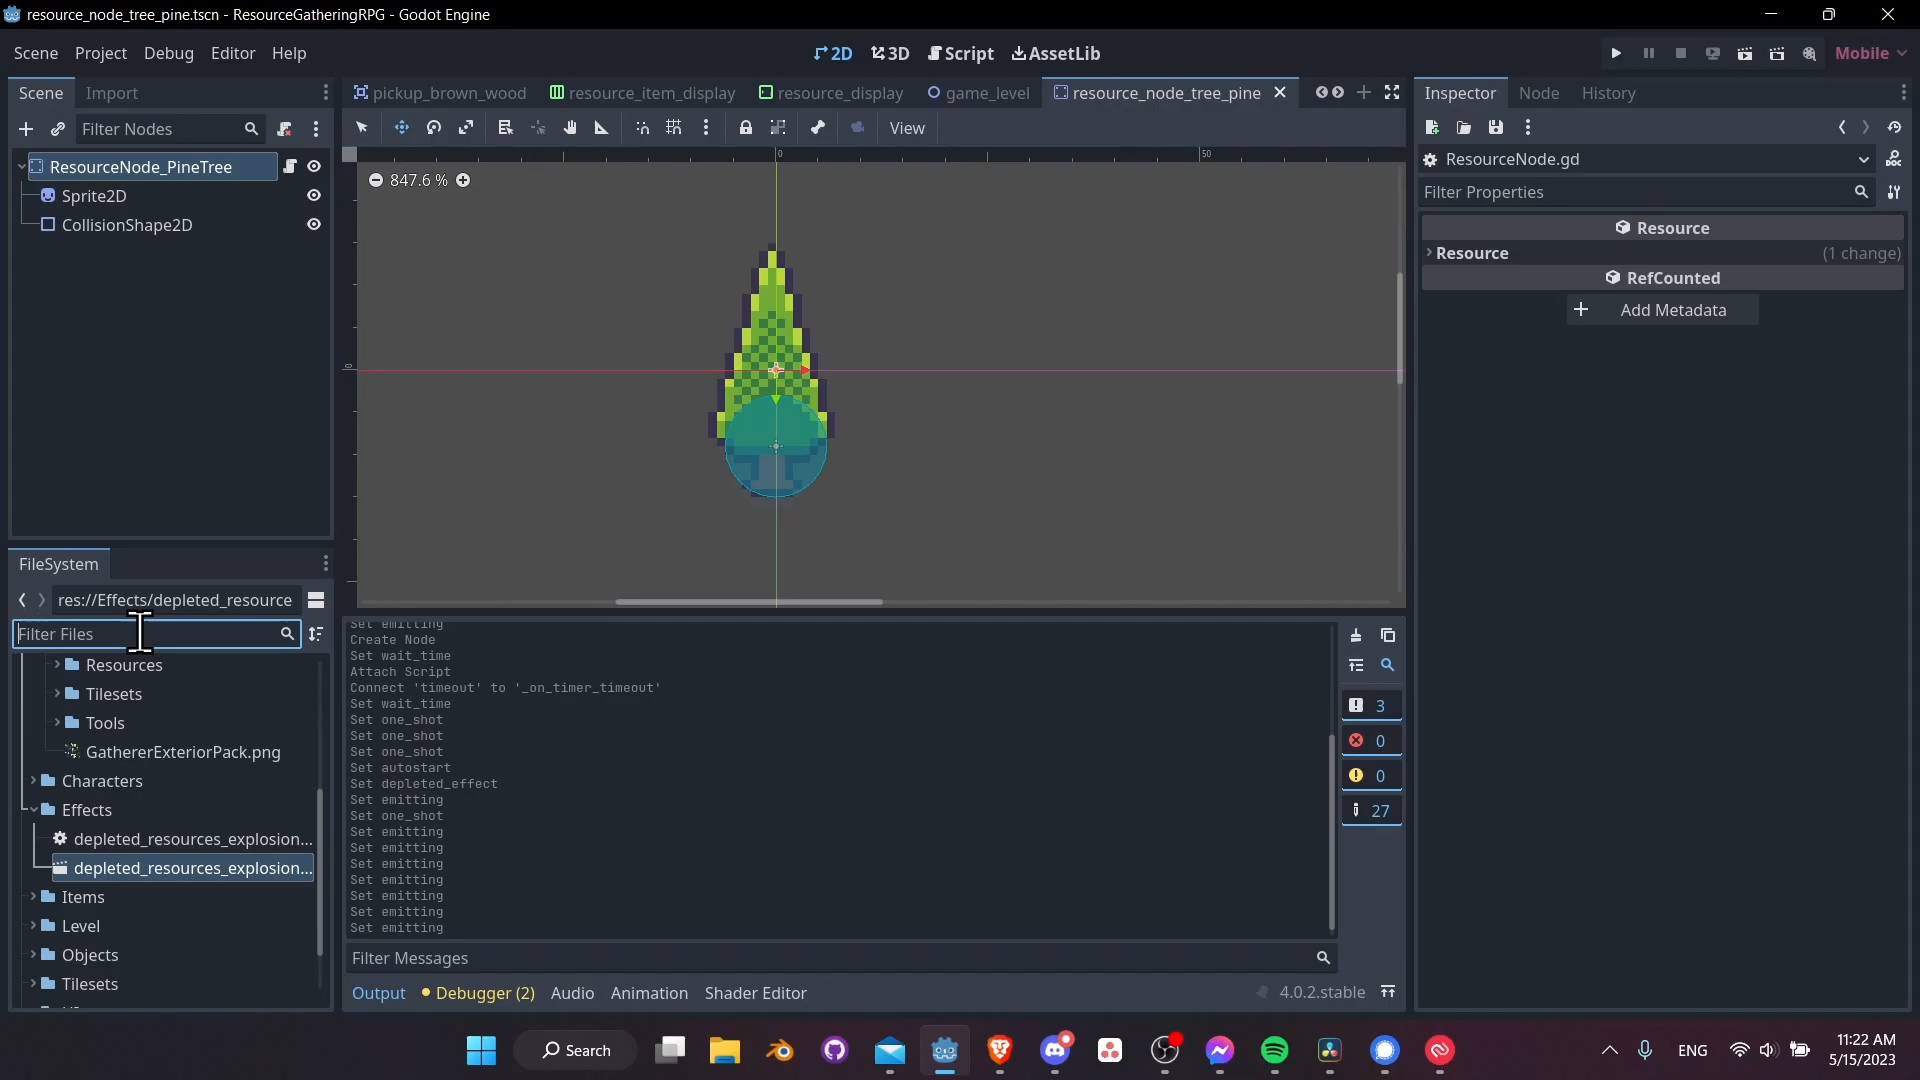 resource_node_tree_pine.tscn - ResourceGatheringRPG - Godot Engine
Scene Project Debug Editor Help
2D 3D Script AssetLib
Mobile
Scene Import
pickup_brown_wood resource_item_display resource_display game_level resource_node_tree_pine
Inspector Node History
Filter Nodes
View
ResourceNode_PineTree
Sprite2D
CollisionShape2D
0 50
847.6 %
0
ResourceNode.gd
Filter Properties
Resource
Resource (1 change)
RefCounted
Add Metadata
FileSystem
res://Effects/depleted_resource
Filter Files
Resources
Tilesets
Tools
GathererExteriorPack.png
Characters
Effects
depleted_resources_explosion...
depleted_resources_explosion...
Items
Level
Objects
Tilesets
Set emitting
Create Node
Set wait_time
Attach Script
Connect 'timeout' to '_on_timer_timeout'
Set wait_time
Set one_shot
Set one_shot
Set one_shot
Set autostart
Set depleted_effect
Set emitting
Set one_shot
Set emitting
Set emitting
Set emitting
Set emitting
Set emitting
Set emitting
Set emitting
3
0
0
27
Filter Messages
Output Debugger (2) Audio Animation Shader Editor
4.0.2.stable
Search
ENG
11:22 AM
5/15/2023